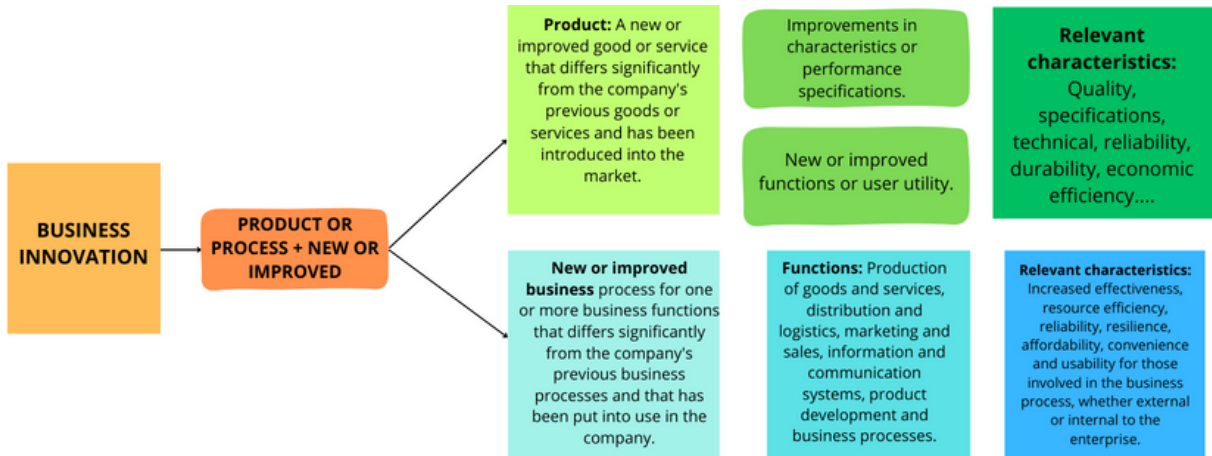 BUSINESS
INNOVATION
PRODUCT OR
PROCESS + NEW OR
IMPROVED
Product: A new or
improved good or service
that differs significantly
from the company's
previous goods or
services and has been
introduced into the
market.
Improvements in
characteristics or
performance
specifications.
New or improved
functions or user utility.
Relevant
characteristics:
Quality,
specifications,
technical, reliability,
durability, economic
efficiency....
New or improved
business process for one
or more business functions
that differs significantly
from the company's
previous business
processes and that has
been put into use in the
company.
Functions: Production
of goods and services,
distribution and
logistics, marketing and
sales, information and
communication
systems, product
development and
business processes.
Relevant characteristics:
Increased effectiveness,
resource efficiency,
reliability, resilience,
affordability, convenience
and usability for those
involved in the business
process, whether external
or internal to the
enterprise.